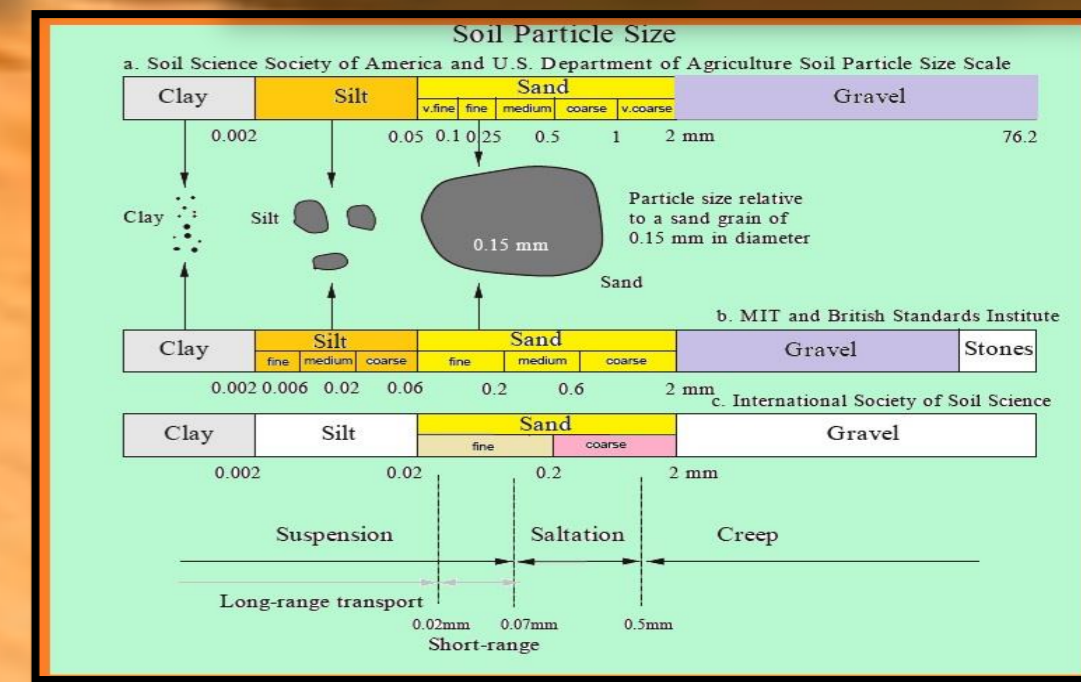 Soil Particle Size
a. Soil Science Society of America and U.S. Department of Agriculture Soil Particle Size Scale
Clay Silt Sand Gravel
v.fine fine medium coarse v.coarse
0.002 0.05 0.1 0.25 0.5 1 2 mm 76.2
Clay Silt 0.15 mm Sand
Particle size relative
to a sand grain of
0.15 mm in diameter
b. MIT and British Standards Institute
Clay Silt Sand Gravel Stones
fine medium coarse fine medium coarse
0.002 0.006 0.02 0.06 0.2 0.6 2 mm
c. International Society of Soil Science
Clay Silt Sand Gravel
fine coarse
0.002 0.02 0.2 2 mm
Suspension Saltation Creep
Long-range transport
0.02mm 0.07mm 0.5mm
Short-range